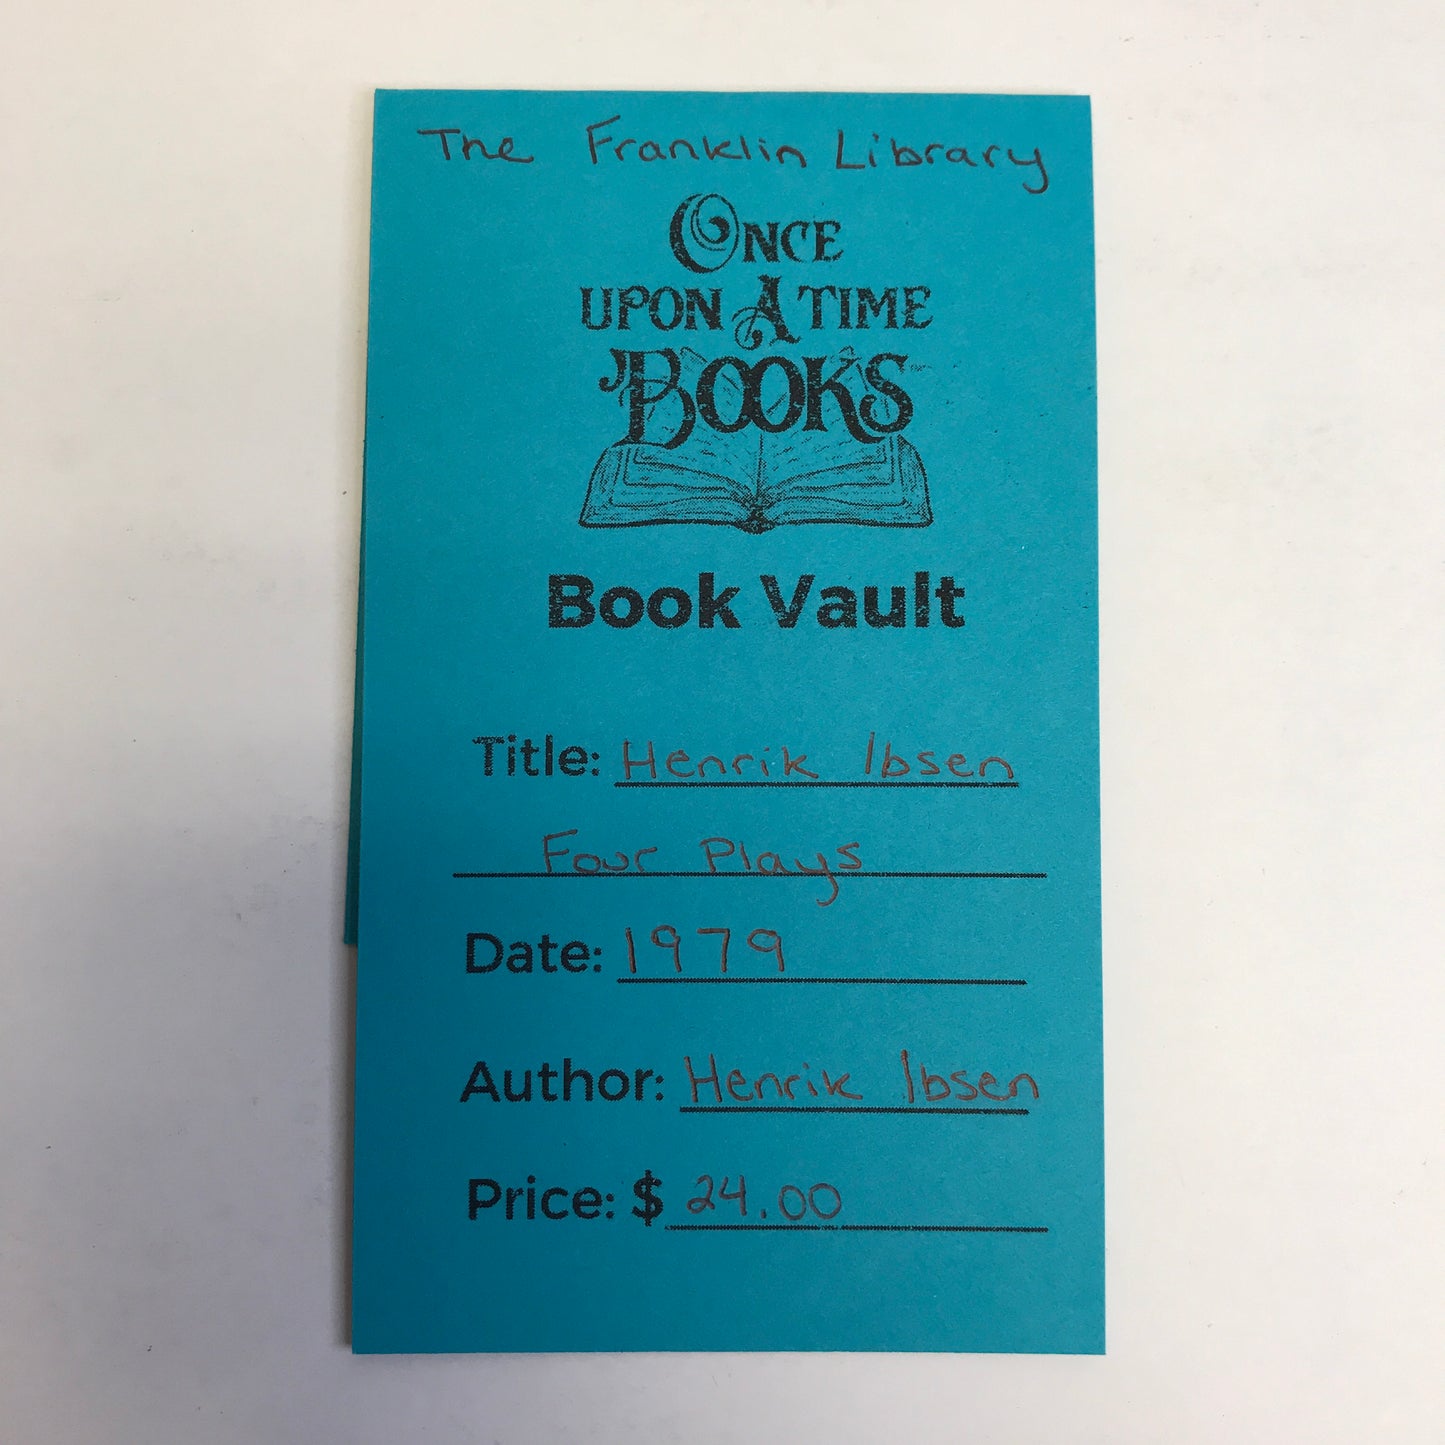 The Franklin Library
ONCE
UPON A TIME
BOOKS
Book Vault
Title: Henrik Ibsen
Four Plays
Date: 1979
Author: Henrik Ibsen
Price: $ 24.00